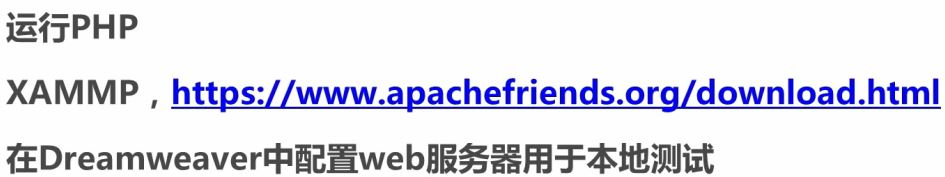 运行PHP
XAMMP，https://www.apachefriends.org/download.html
在Dreamweaver中配置web服务器用于本地测试